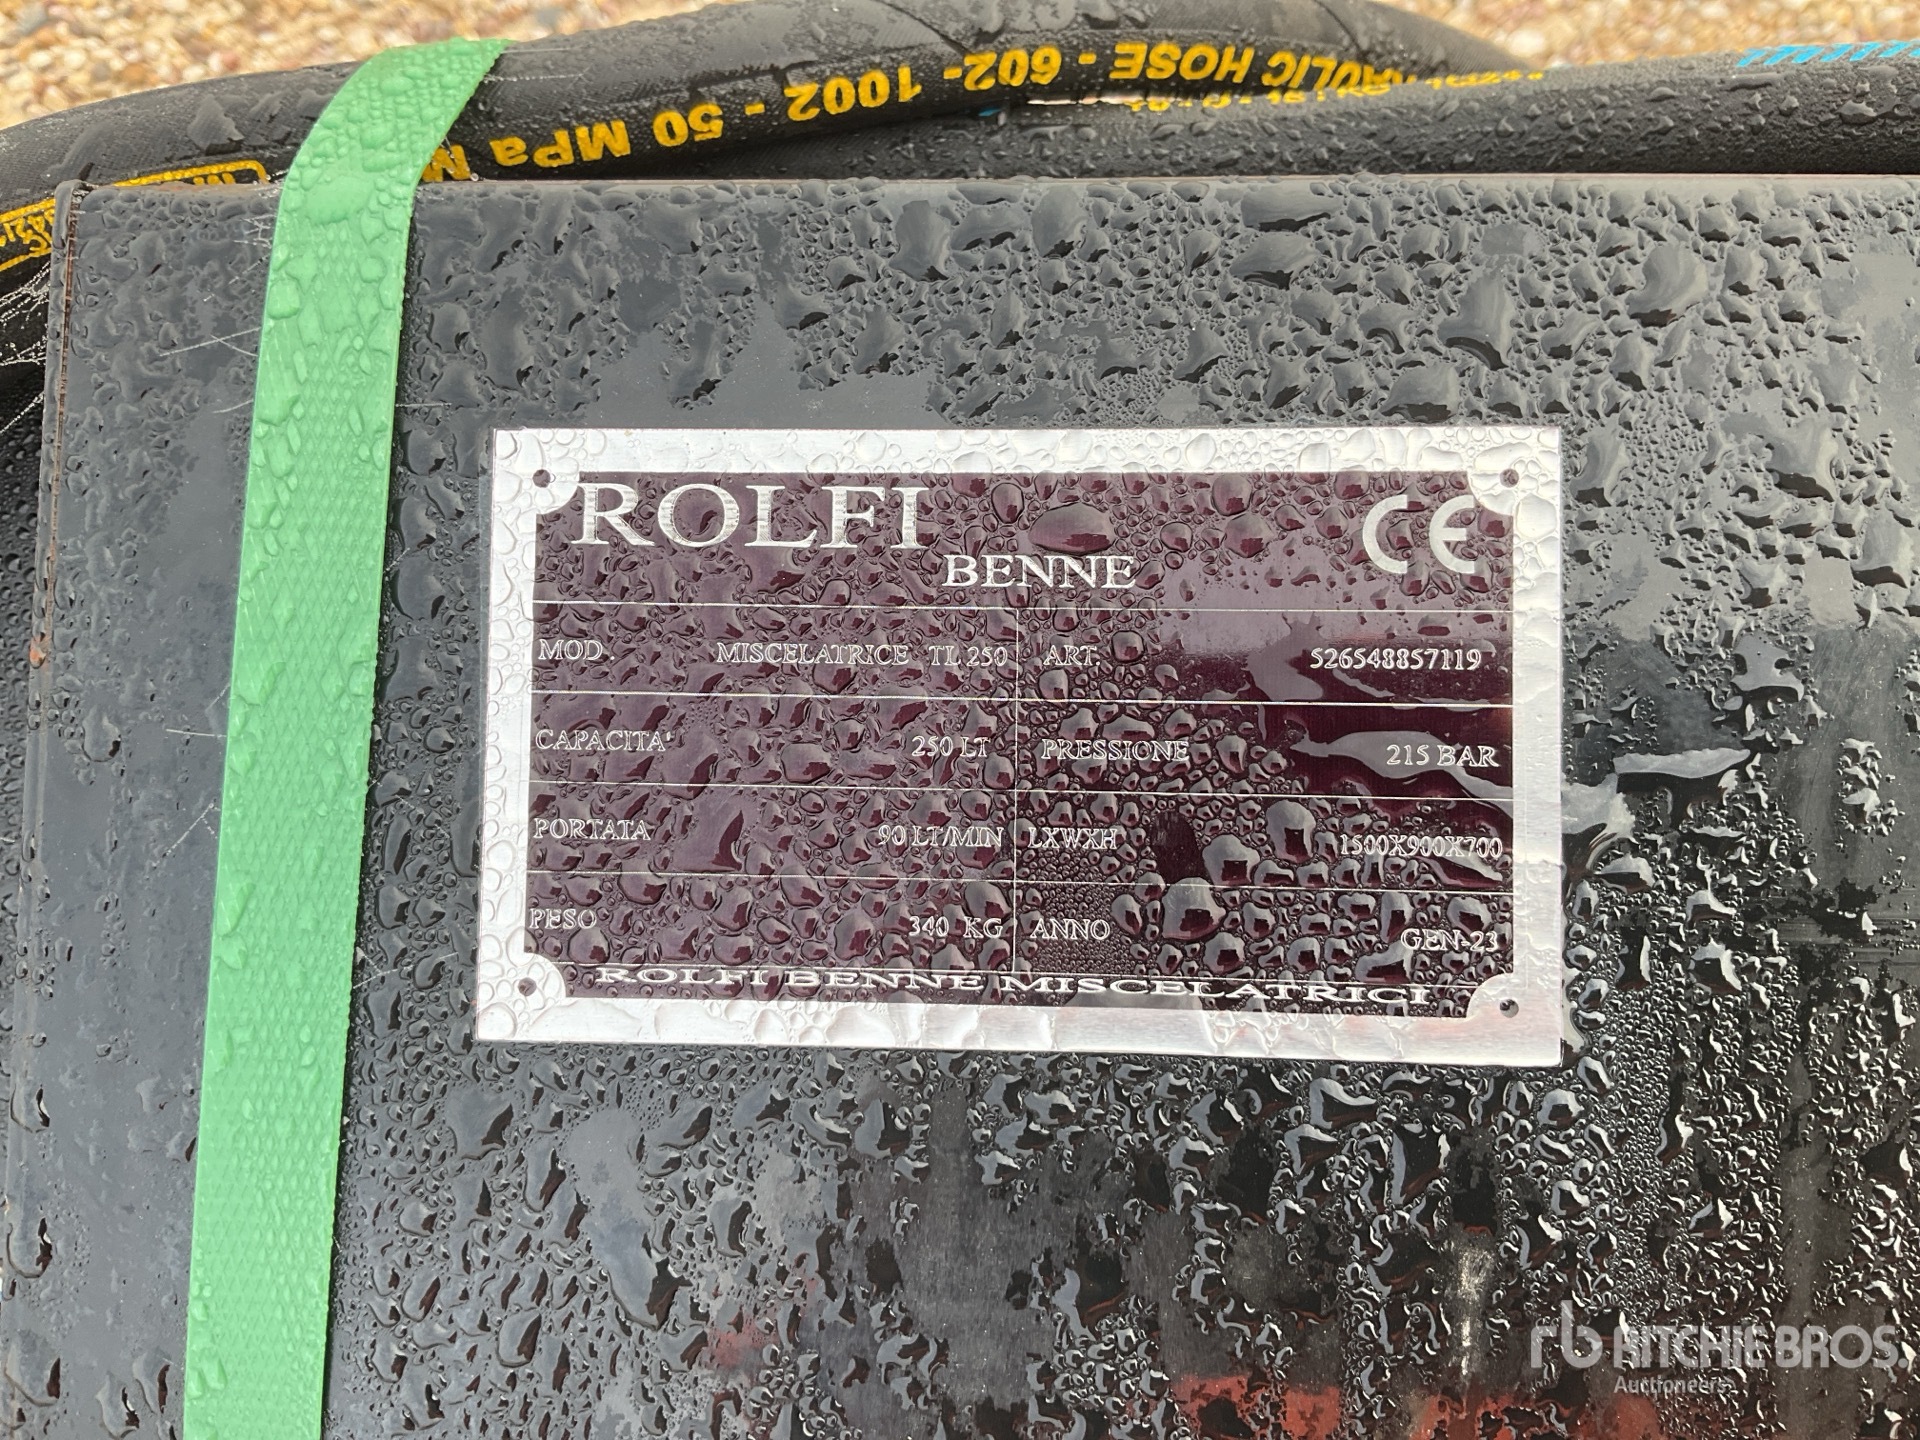 HYDRAULIC HOSE - 602- 1002 - 50 MPa
ROLFI
BENNE
CE
MOD. MISCELATRICE TL 250 ART. 526548857119
CAPACITA' 250 LT PRESSIONE 215 BAR
PORTATA 90 LT/MIN LXWXH 1500X900X700
PESO 340 KG ANNO GEN-23
ROLFI BENNE MISCELATRICI
rb RITCHIE BROS.
Auctioneers